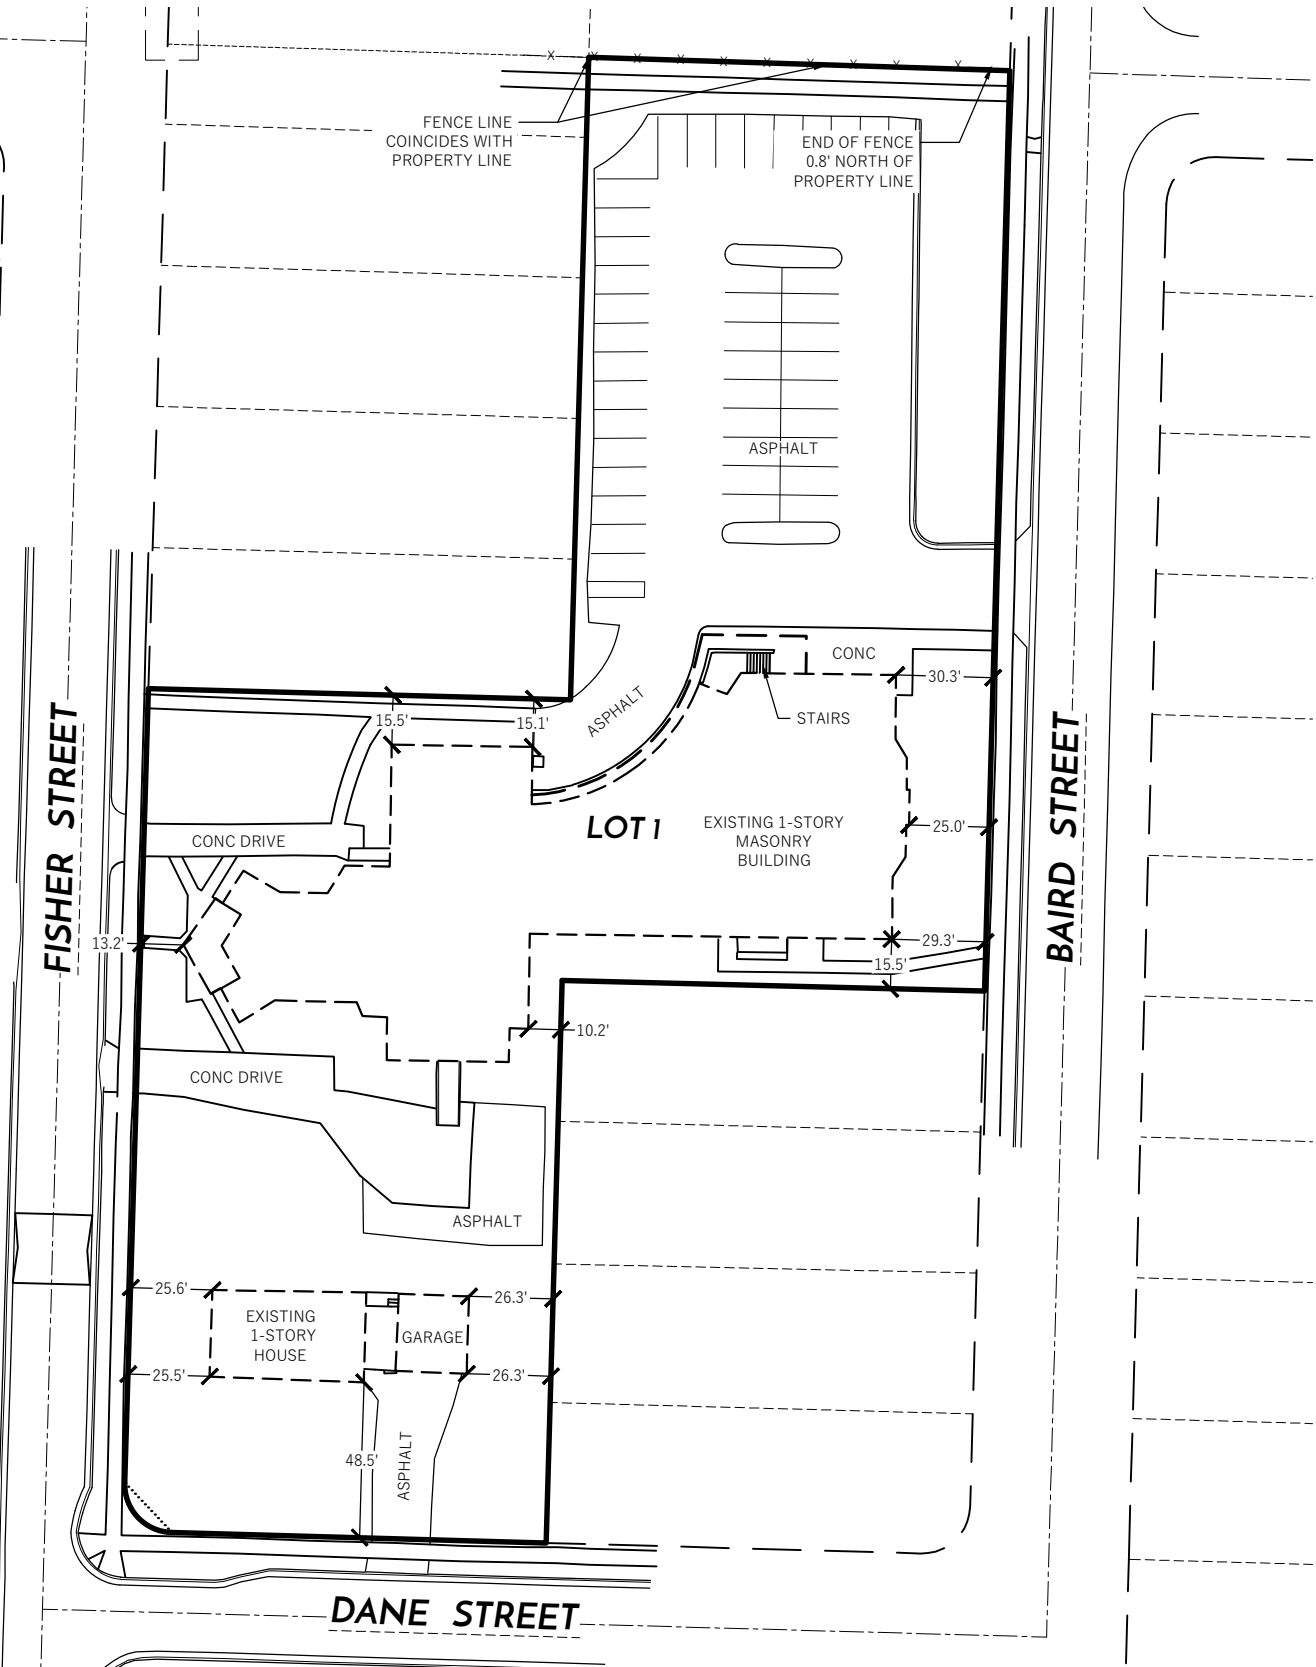 FENCE LINE
COINCIDES WITH
PROPERTY LINE
END OF FENCE
0.8' NORTH OF
PROPERTY LINE
ASPHALT
CONC
30.3'
STAIRS
ASPHALT
15.5'
15.1'
LOT 1
EXISTING 1-STORY
MASONRY
BUILDING
25.0'
CONC DRIVE
FISHER STREET
BAIRD STREET
13.2'
29.3'
15.5'
10.2'
CONC DRIVE
ASPHALT
25.6'
26.3'
EXISTING
1-STORY
HOUSE
GARAGE
25.5'
26.3'
48.5'
ASPHALT
DANE STREET